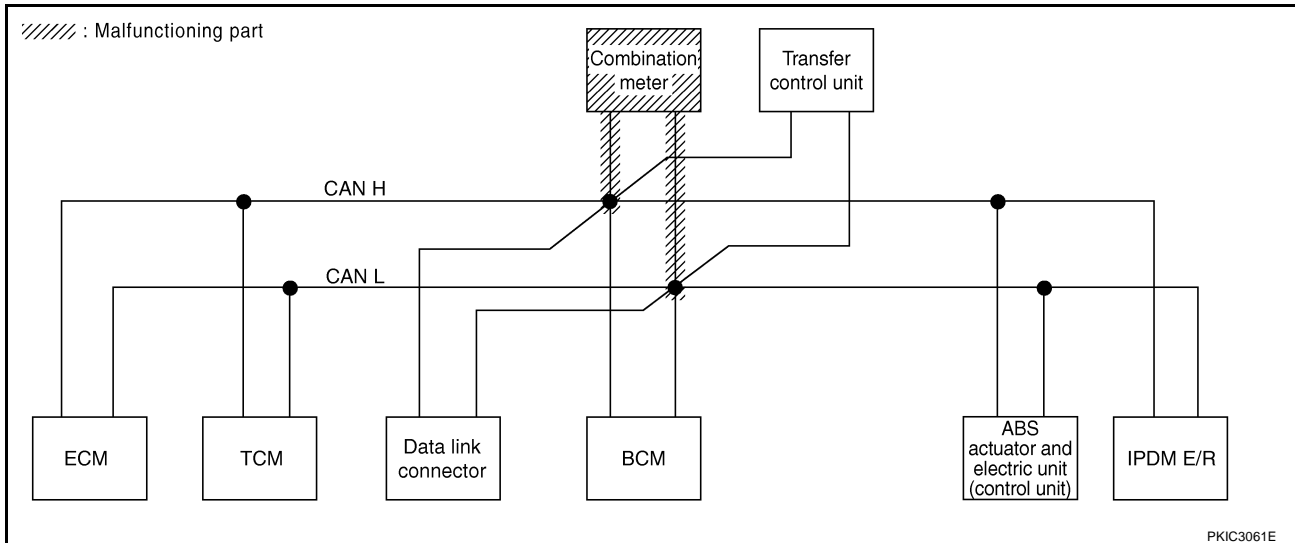 : Malfunctioning part
Combination
meter
Transfer
control unit
CAN H
CAN L
ECM
TCM
Data link
connector
BCM
ABS
actuator and
electric unit
(control unit)
IPDM E/R
PKIC3061E